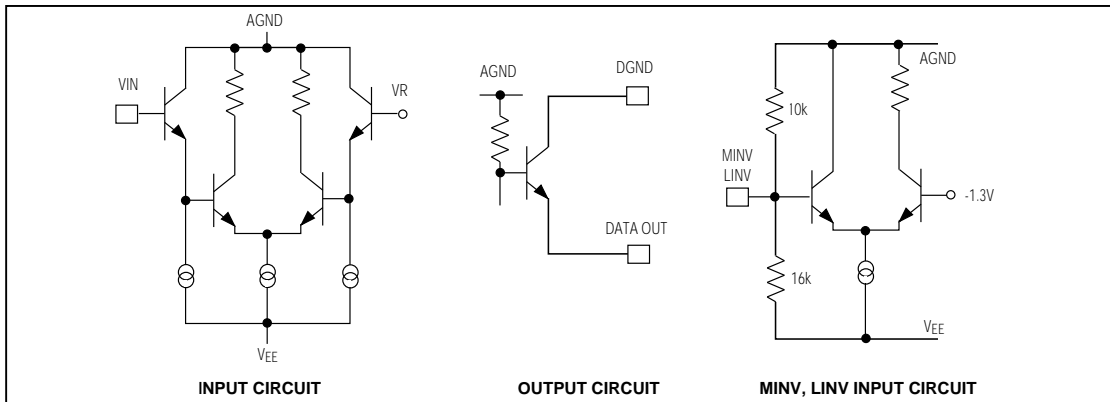 AGND
VIN
VR
VEE
INPUT CIRCUIT
AGND
DGND
DATA OUT
OUTPUT CIRCUIT
AGND
10k
MINV
LINV
-1.3V
16k
VEE
MINV, LINV INPUT CIRCUIT